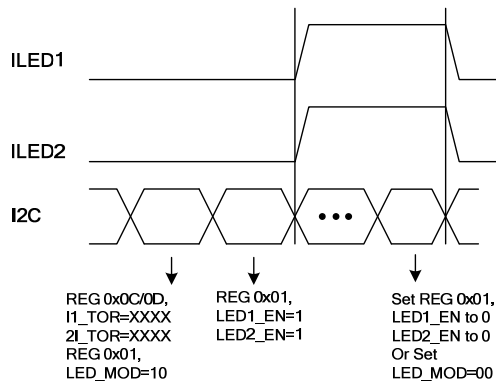 ILED1
ILED2
I2C
REG 0x0C/0D,
I1_TOR=XXXX
2I_TOR=XXXX
REG 0x01,
LED_MOD=10
REG 0x01,
LED1_EN=1
LED2_EN=1
Set REG 0x01,
LED1_EN to 0
LED2_EN to 0
Or Set
LED_MOD=00